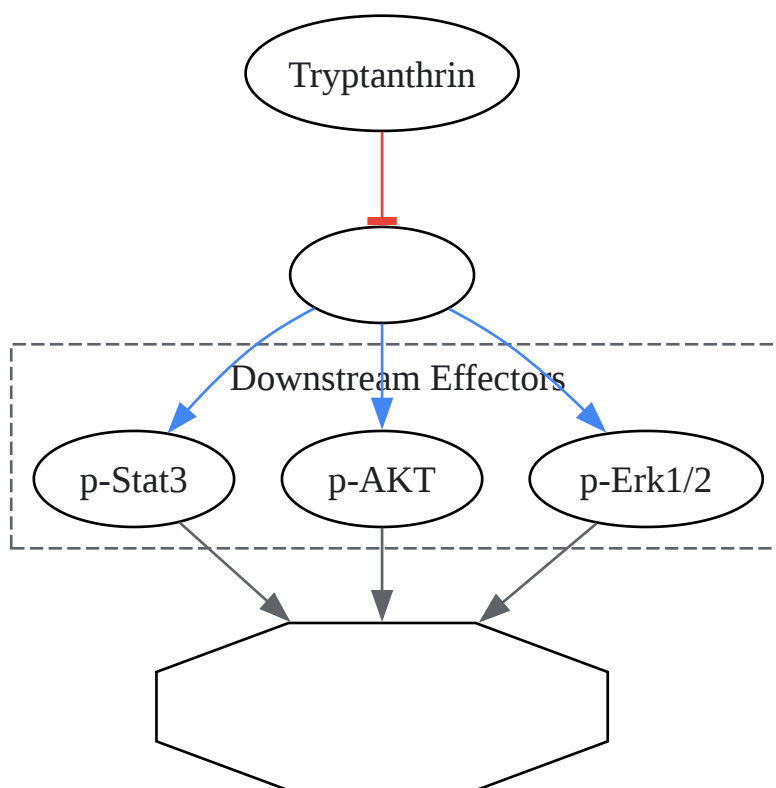 Tryptanthrin
Downstream Effectors
p-Stat3
p-AKT
p-Erk1/2